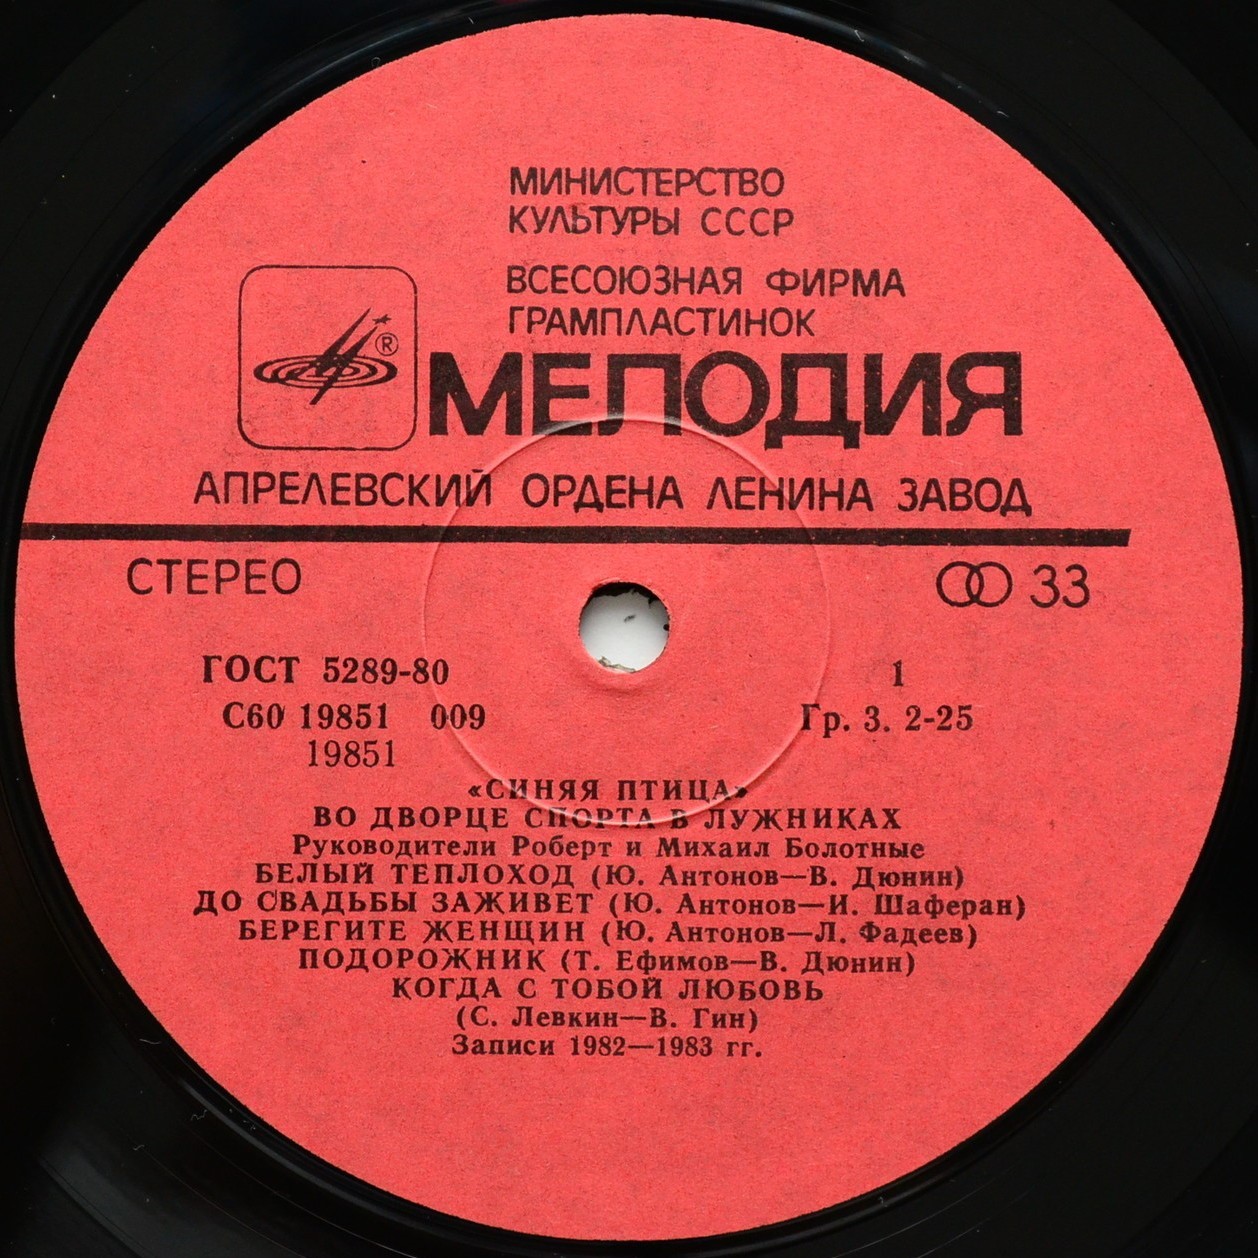 МИНИСТЕРСТВО
КУЛЬТУРЫ СССР
ВСЕСОЮЗНАЯ ФИРМА
ГРАМПЛАСТИНОК
®
МЕЛОДИЯ
АПРЕЛЕВСКИЙ ОРДЕНА ЛЕНИНА ЗАВОД
СТЕРЕО
33
ГОСТ 5289-80
1
С60 19851 009
Гр. 3. 2-25
19851
«СИНЯЯ ПТИЦА»
ВО ДВОРЦЕ СПОРТА В ЛУЖНИКАХ
Руководители Роберт и Михаил Болотные
БЕЛЫЙ ТЕПЛОХОД (Ю. Антонов—В. Дюнин)
ДО СВАДЬБЫ ЗАЖИВЕТ (Ю. Антонов—И. Шаферан)
БЕРЕГИТЕ ЖЕНЩИН (Ю. Антонов—Л. Фадеев)
ПОДОРОЖНИК (Т. Ефимов—В. Дюнин)
КОГДА С ТОБОЙ ЛЮБОВЬ
(С. Левкин—В. Гин)
Записи 1982—1983 гг.